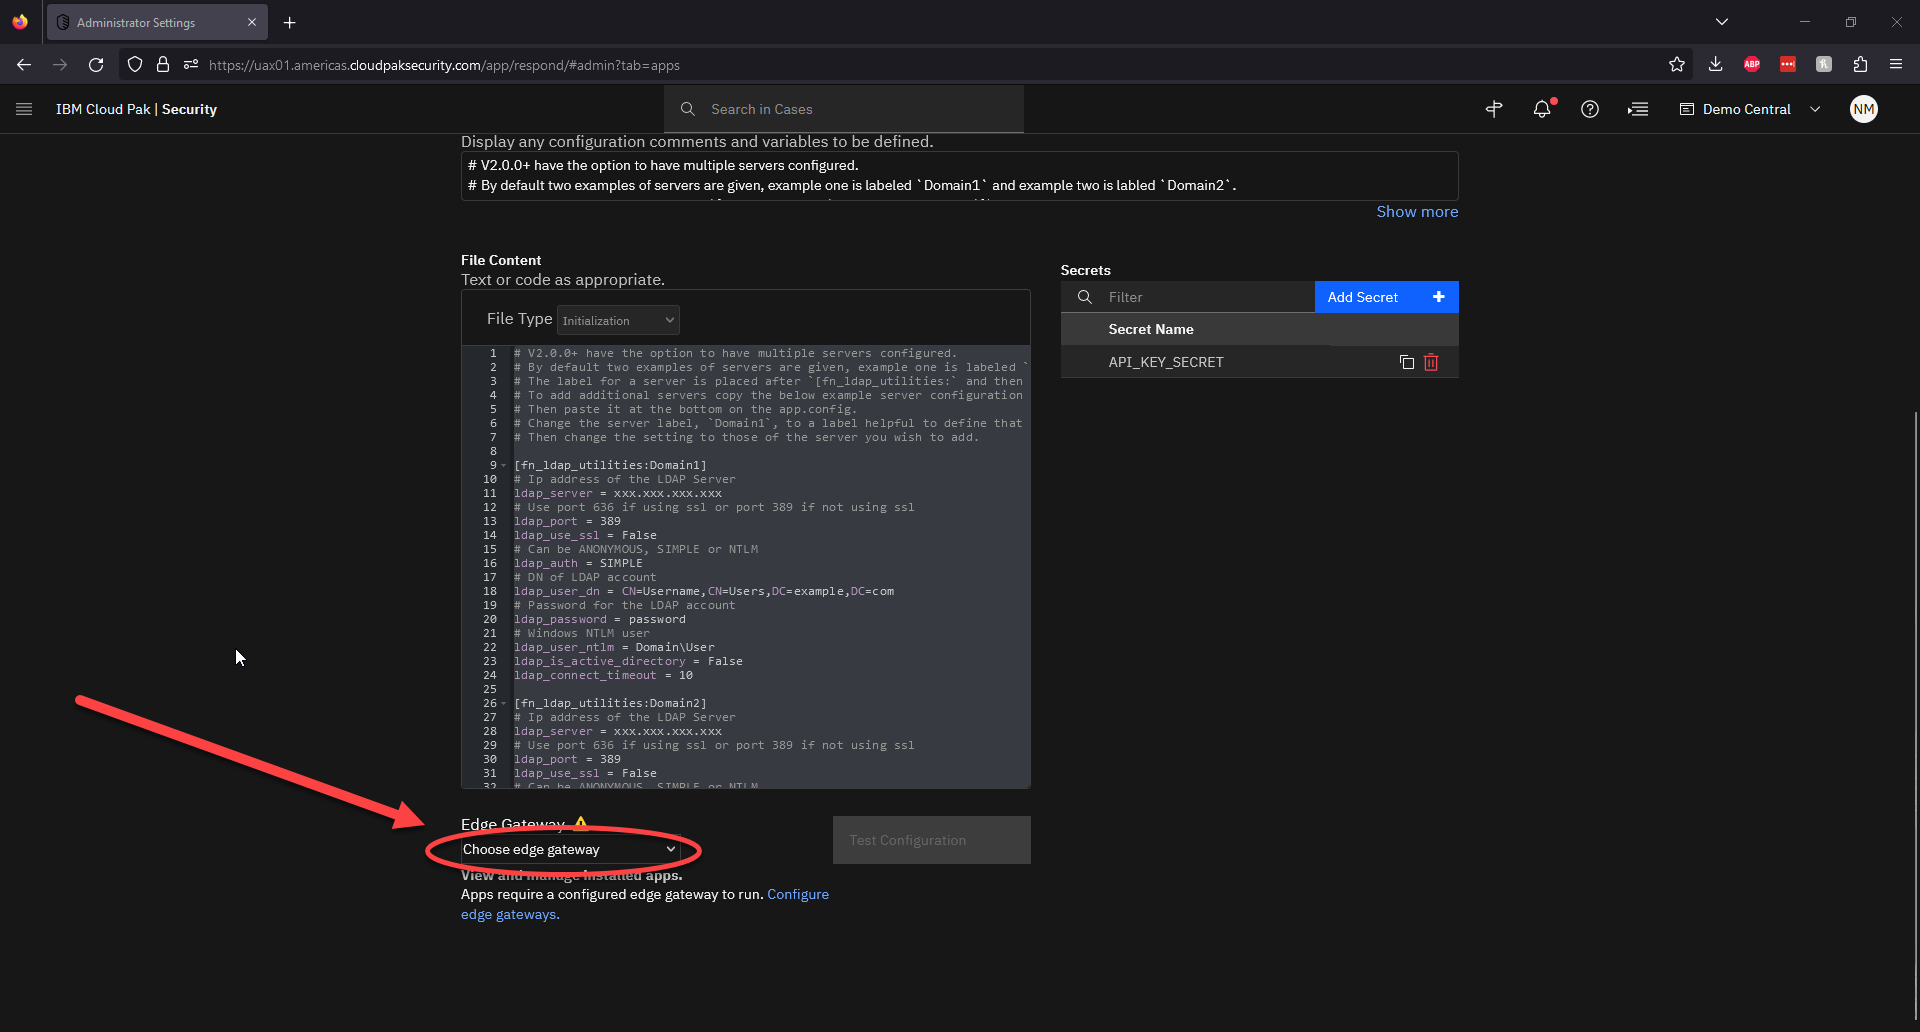 Administrator Settings
https://uax01.americas.cloudpaksecurity.com/app/respond/#admin?tab=apps
ABP
IBM Cloud Pak | Security
Search in Cases
Demo Central
NM
Display any configuration comments and variables to be defined.
# V2.0.0+ have the option to have multiple servers configured.
# By default two examples of servers are given, example one is labeled `Domain1` and example two is labled `Domain2`.
Show more
File Content
Text or code as appropriate.
File Type Initialization
1 # V2.0.0+ have the option to have multiple servers configured.
2 # By default two examples of servers are given, example one is labeled `
3 # The label for a server is placed after `[fn_ldap_utilities:` and then
4 # To add additional servers copy the below example server configuration
5 # Then paste it at the bottom on the app.config.
6 # Change the server label, `Domain1`, to a label helpful to define that
7 # Then change the setting to those of the server you wish to add.
8
9 [fn_ldap_utilities:Domain1]
10 # Ip address of the LDAP Server
11 ldap_server = xxx.xxx.xxx.xxx
12 # Use port 636 if using ssl or port 389 if not using ssl
13 ldap_port = 389
14 ldap_use_ssl = False
15 # Can be ANONYMOUS, SIMPLE or NTLM
16 ldap_auth = SIMPLE
17 # DN of LDAP account
18 ldap_user_dn = CN=Username,CN=Users,DC=example,DC=com
19 # Password for the LDAP account
20 ldap_password = password
21 # Windows NTLM user
22 ldap_user_ntlm = Domain\User
23 ldap_is_active_directory = False
24 ldap_connect_timeout = 10
25
26 [fn_ldap_utilities:Domain2]
27 # Ip address of the LDAP Server
28 ldap_server = xxx.xxx.xxx.xxx
29 # Use port 636 if using ssl or port 389 if not using ssl
30 ldap_port = 389
31 ldap_use_ssl = False
32 # Can be ANONYMOUS, SIMPLE or NTLM
Secrets
Filter
Add Secret +
Secret Name
API_KEY_SECRET
Edge Gateway
Choose edge gateway
Test Configuration
View and manage installed apps.
Apps require a configured edge gateway to run. Configure
edge gateways.